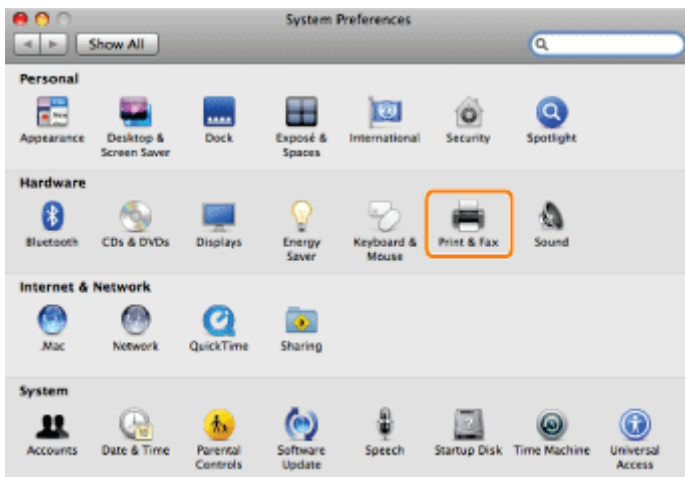 System Preferences
Show All
Personal
Appearance
Desktop &
Screen Saver
Dock
Exposé &
Spaces
International
Security
Spotlight
Hardware
Bluetooth
CDs & DVDs
Displays
Energy
Saver
Keyboard &
Mouse
Print & Fax
Sound
Internet & Network
.Mac
Network
QuickTime
Sharing
System
Accounts
Date & Time
Parental
Controls
Software
Update
Speech
Startup Disk
Time Machine
Universal
Access